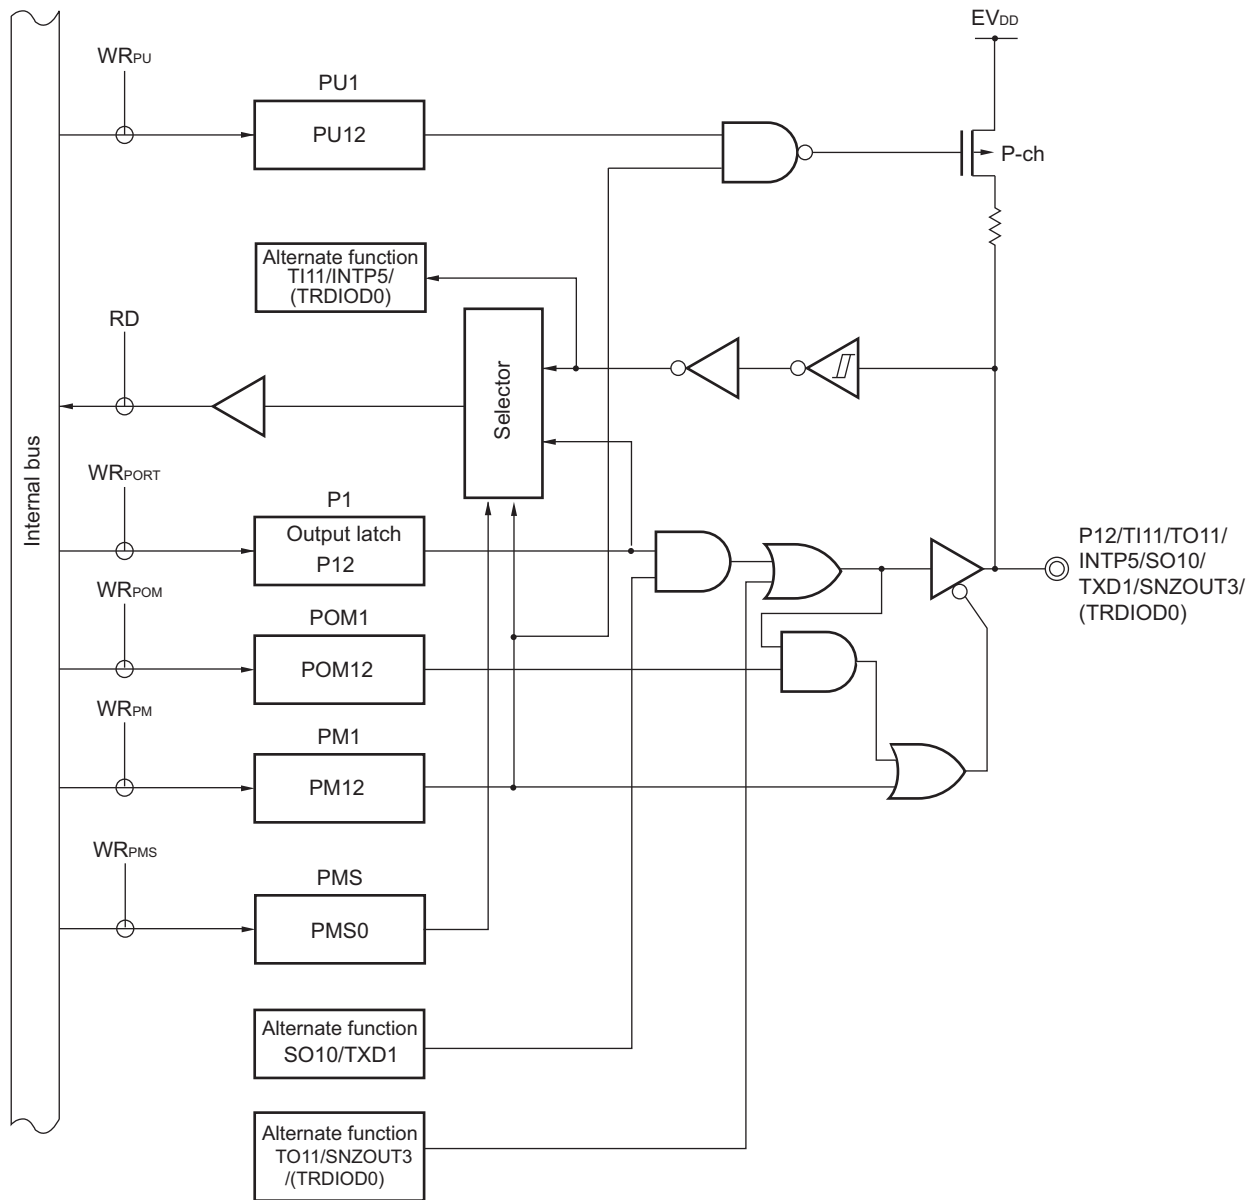 EVDD
WRPU
PU1
PU12
P-ch
Alternate function
TI11/INTP5/
(TRDIOD0)
RD
Selector
Internal bus
WRPORT
P1
Output latch
P12
P12/TI11/TO11/
INTP5/SO10/
TXD1/SNZOUT3/
(TRDIOD0)
WRPOM
POM1
POM12
WRPM
PM1
PM12
WRPMS
PMS
PMS0
Alternate function
SO10/TXD1
Alternate function
TO11/SNZOUT3
/(TRDIOD0)